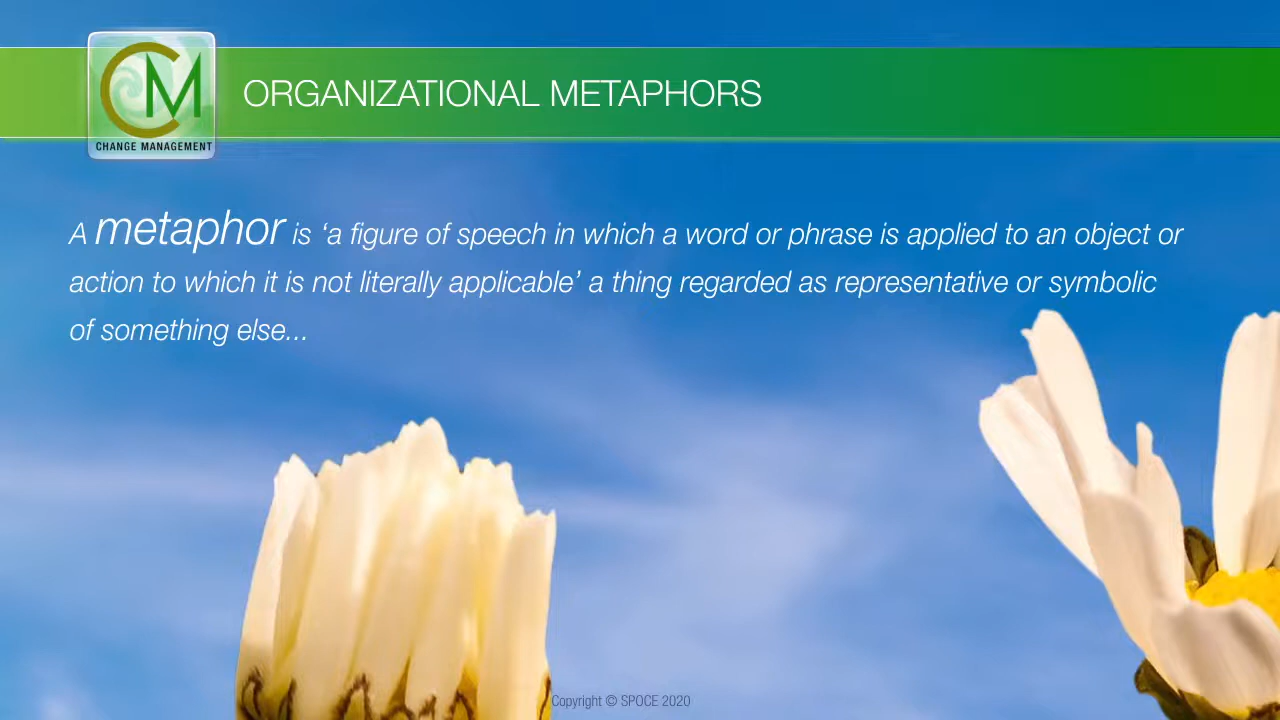 CM
CHANGE MANAGEMENT
ORGANIZATIONAL METAPHORS
A metaphor is ‘a figure of speech in which a word or phrase is applied to an object or
action to which it is not literally applicable’ a thing regarded as representative or symbolic
of something else...
Copyright © SPOCE 2020